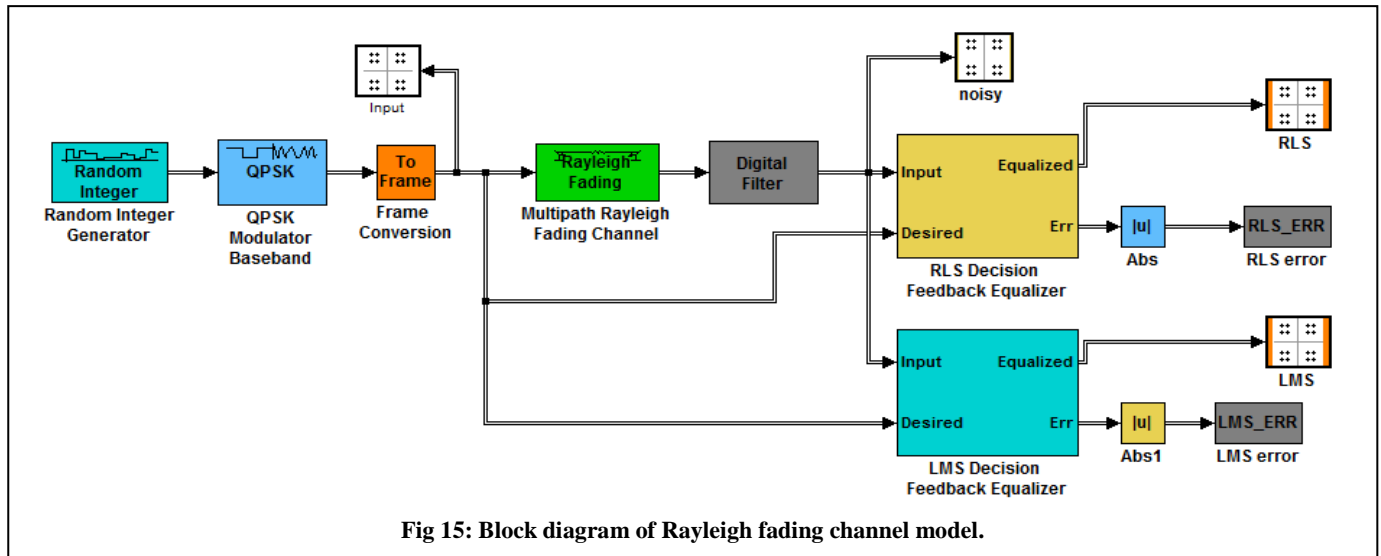 Input
noisy
RLS
Random
Integer
Random Integer
Generator
QPSK
QPSK
Modulator
Baseband
To
Frame
Frame
Conversion
Rayleigh
Fading
Multipath Rayleigh
Fading Channel
Digital
Filter
Input
Equalized
Desired
Err
RLS Decision
Feedback Equalizer
|u|
Abs
RLS_ERR
RLS error
Input
Equalized
Desired
Err
LMS Decision
Feedback Equalizer
LMS
|u|
Abs1
LMS_ERR
LMS error
Fig 15: Block diagram of Rayleigh fading channel model.